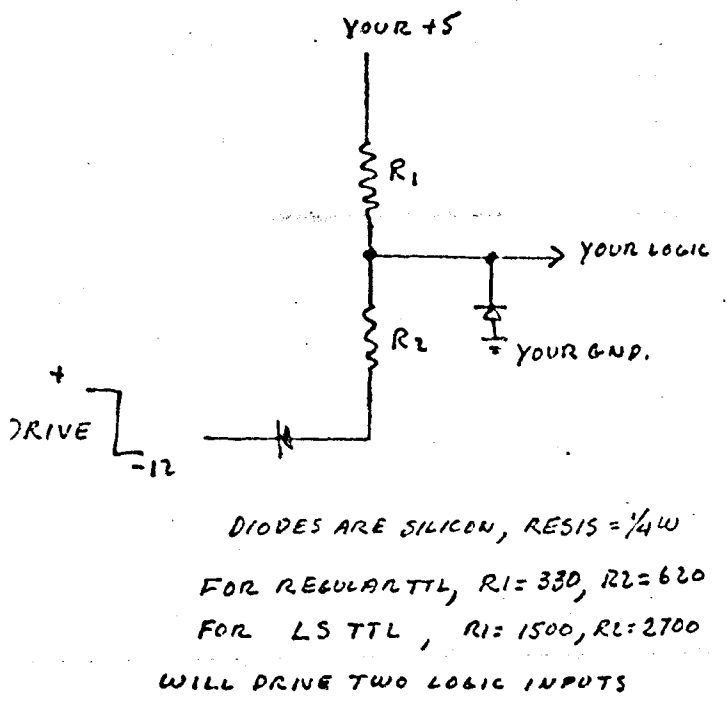 YOUR +5
R1
YOUR LOGIC
R2
YOUR GND.
+
DRIVE
-12
DIODES ARE SILICON, RESIS = 1/4 W
FOR REGULAR TTL, R1= 330, R2= 620
FOR LS TTL, R1= 1500, R2= 2700
WILL DRIVE TWO LOGIC INPUTS